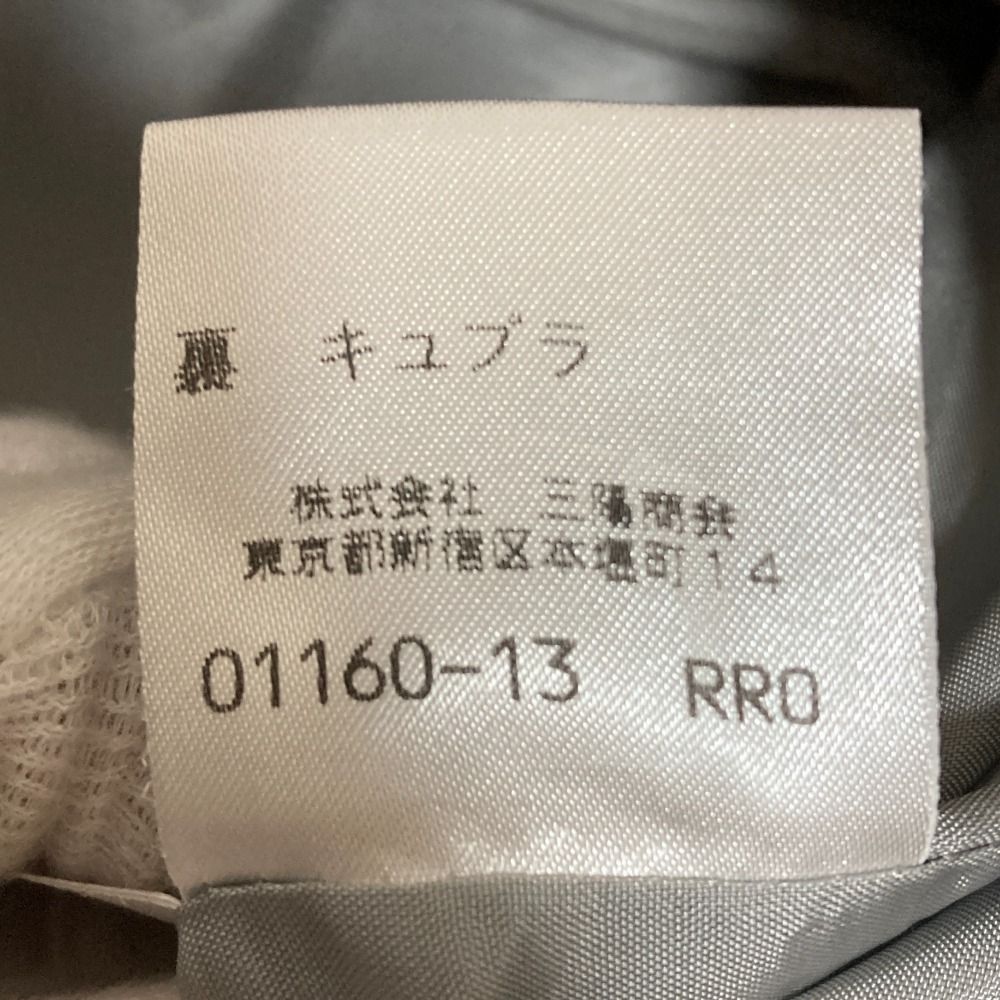 裏 キュプラ
株式会社 三陽商会
東京都新宿区本塩町14
01160-13 RRO